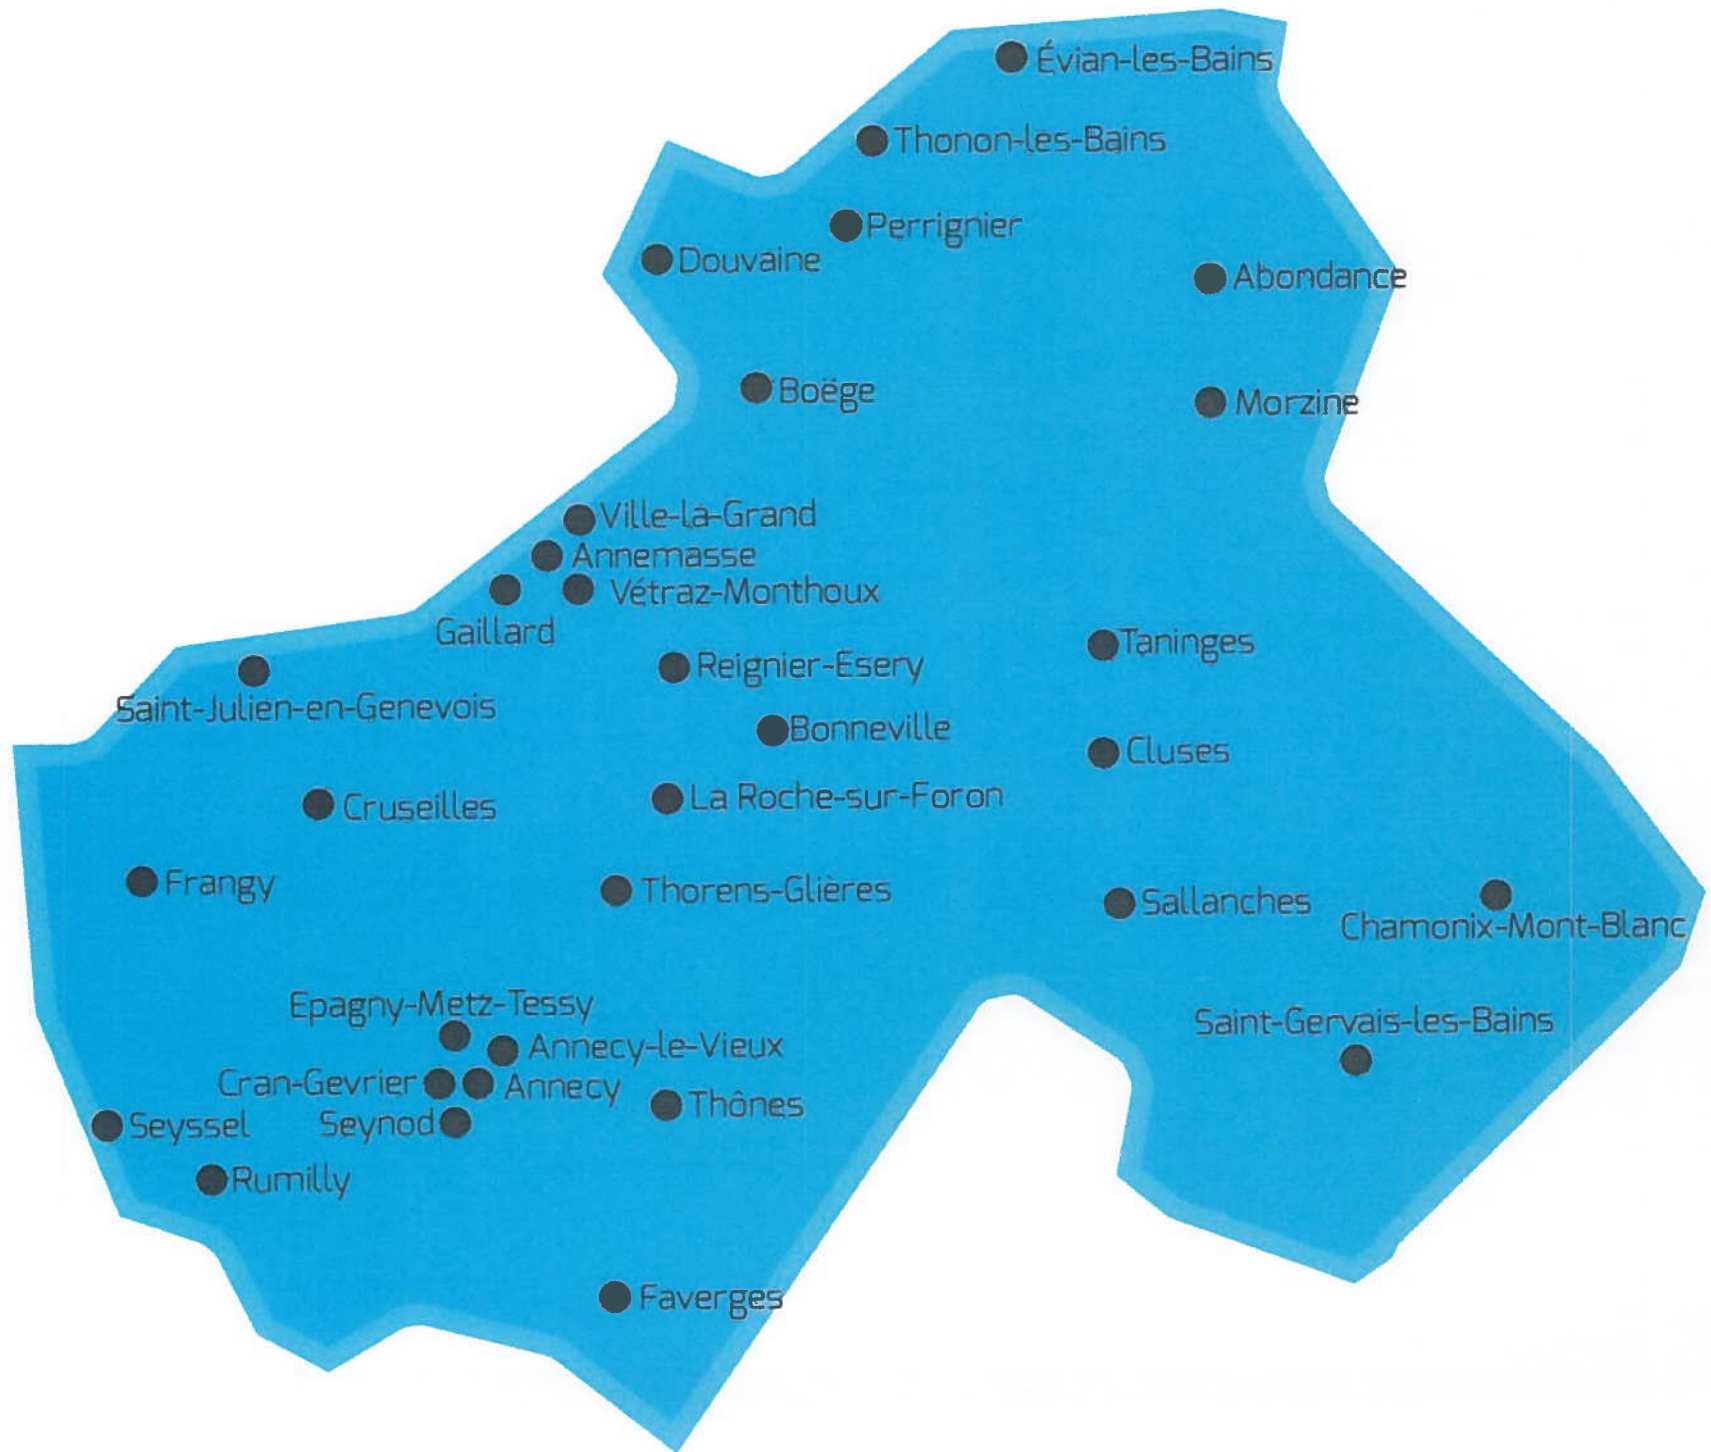 Évian-les-Bains
Thonon-les-Bains
Perrignier
Douvaine
Abondance
Boëge
Morzine
Ville-la-Grand
Annemasse
Vétraz-Monthoux
Gaillard
Taninges
Reignier-Esery
Saint-Julien-en-Genevois
Bonneville
Cluses
La Roche-sur-Foron
Cruseilles
Frangy
Thorens-Glières
Sallanches
Chamonix-Mont-Blanc
Epagny-Metz-Tessy
Saint-Gervais-les-Bains
Annecy-le-Vieux
Cran-Gevrier
Annecy
Thônes
Seyssel
Seynod
Rumilly
Faverges